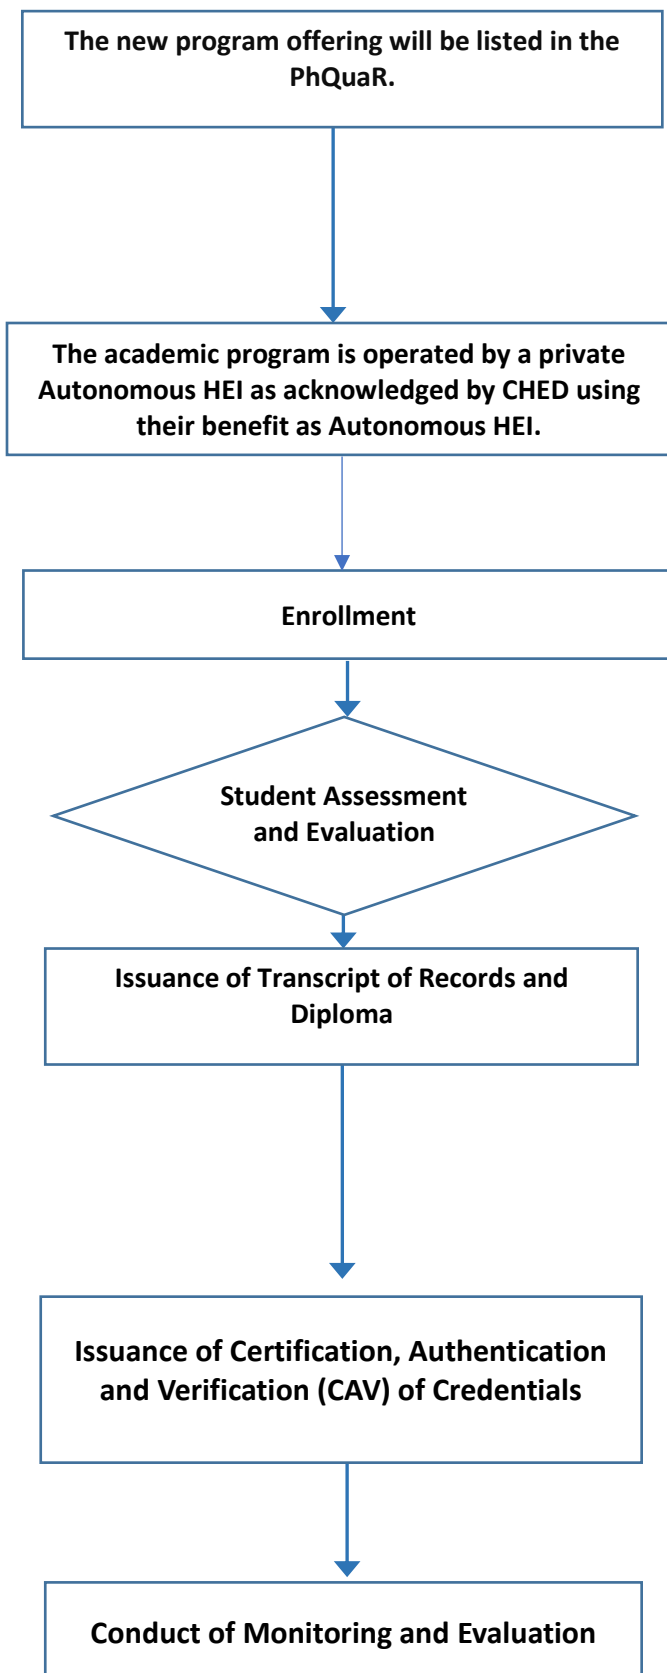 The new program offering will be listed in the
PhQuaR.
The academic program is operated by a private
Autonomous HEI as acknowledged by CHED using
their benefit as Autonomous HEI.
Enrollment
Student Assessment
and Evaluation
Issuance of Transcript of Records and
Diploma
Issuance of Certification, Authentication
and Verification (CAV) of Credentials
Conduct of Monitoring and Evaluation